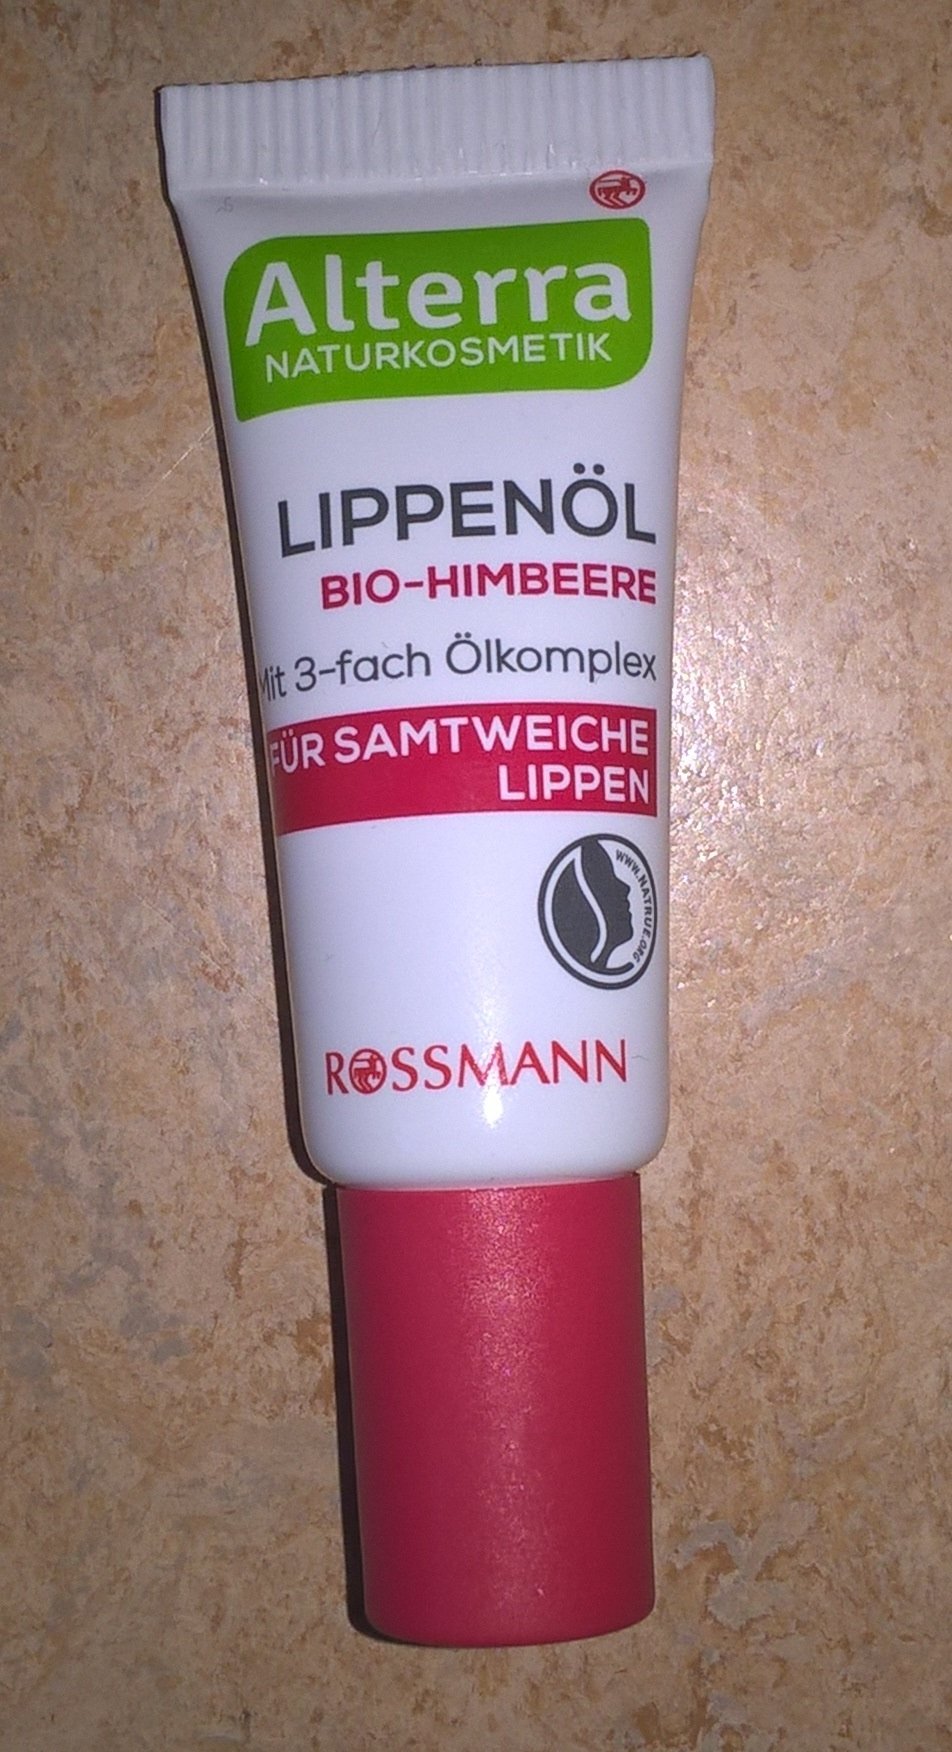 Alterra
NATURKOSMETIK
LIPPENÖL
BIO-HIMBEERE
Mit 3-fach Ölkomplex
FÜR SAMTWEICHE
LIPPEN
WWW.NATRUE.ORG
ROSSMANN